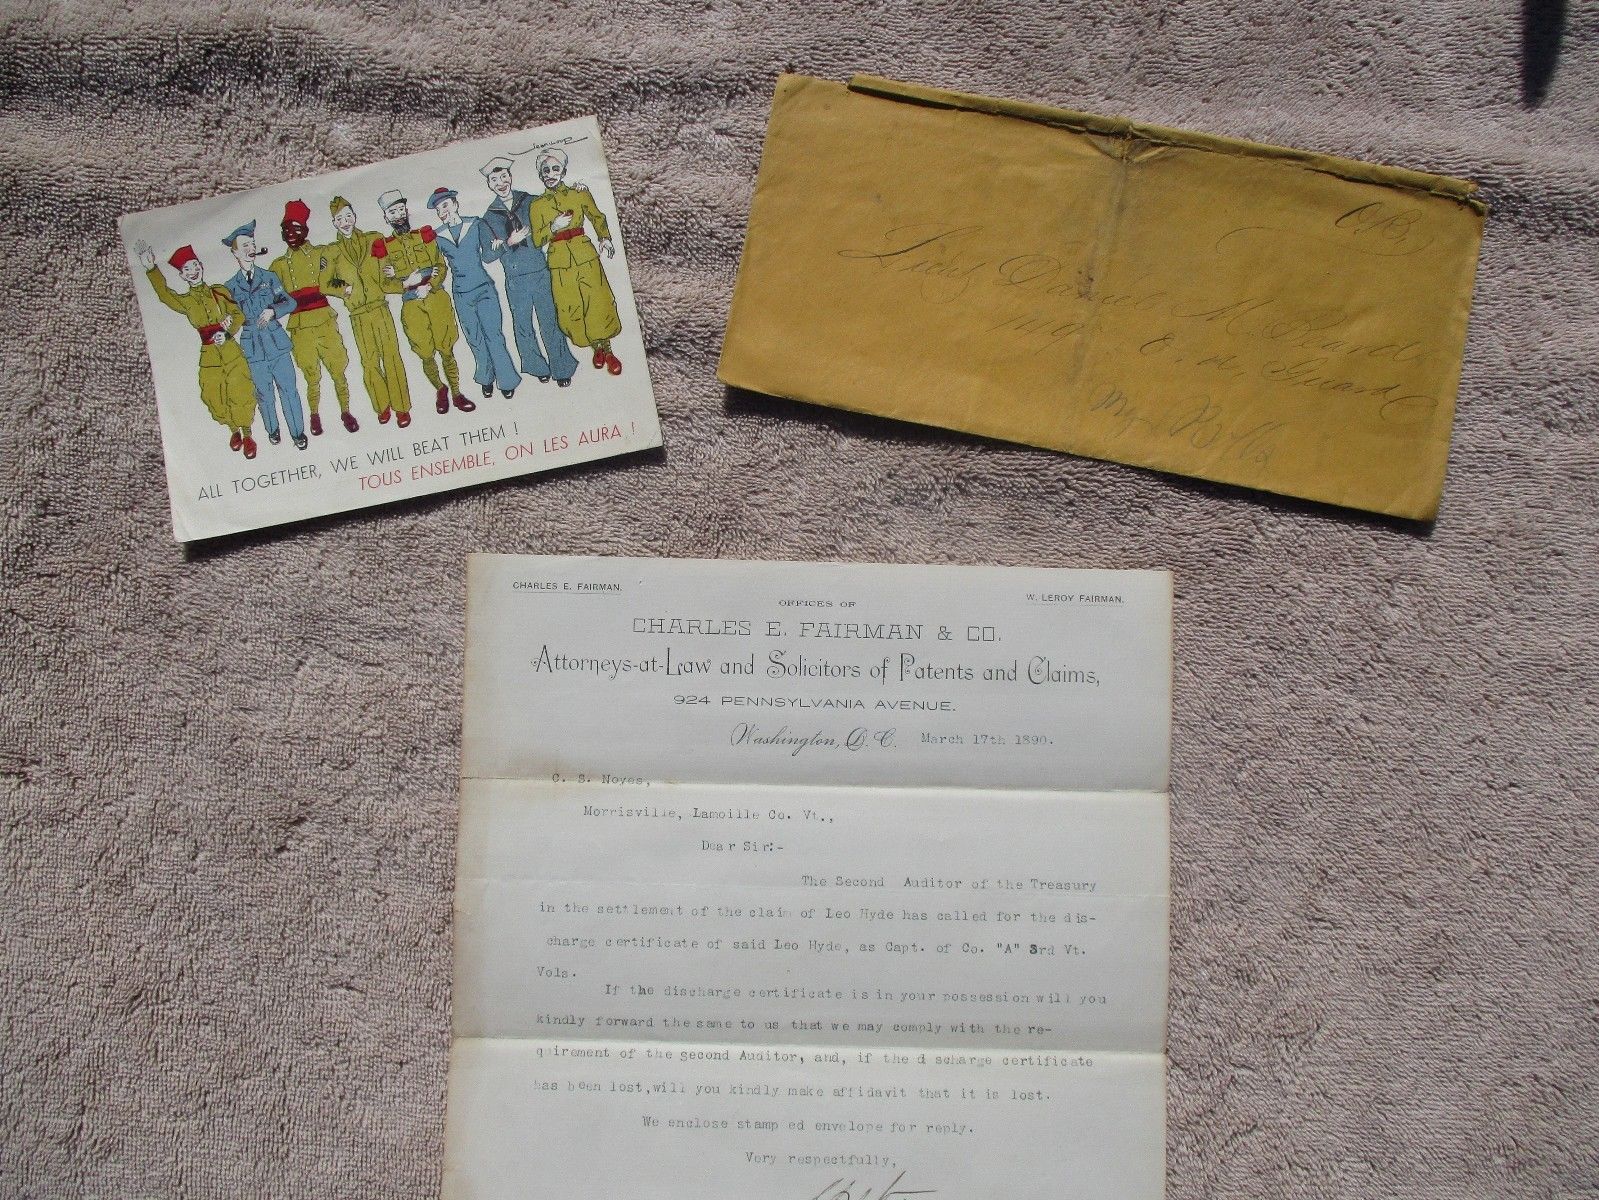 ALL TOGETHER, WE WILL BEAT THEM !
TOUS ENSEMBLE, ON LES AURA !
O.B.
Lieut Daniel M.
E. N. Guard
CHARLES E. FAIRMAN.
W. LEROY FAIRMAN.
OFFICES OF
CHARLES E. FAIRMAN & CO.
Attorneys-at-Law and Solicitors of Patents and Claims,
924 PENNSYLVANIA AVENUE.
Washington, D. C. March 17th 1890.
C. S. Noyes,
Morrisville, Lamoille Co. Vt.,
Dear Sir:-
The Second Auditor of the Treasury
in the settlement of the claim of Leo Hyde has called for the dis-
charge certificate of said Leo Hyde, as Capt. of Co. "A" 3rd Vt.
Vols.
If the discharge certificate is in your possession will you
kindly forward the same to us that we may comply with the re-
quirement of the second Auditor, and, if the d scharge certificate
has been lost,will you kindly make affidavit that it is lost.
We enclose stamp ed envelope for reply.
Very respectfully,